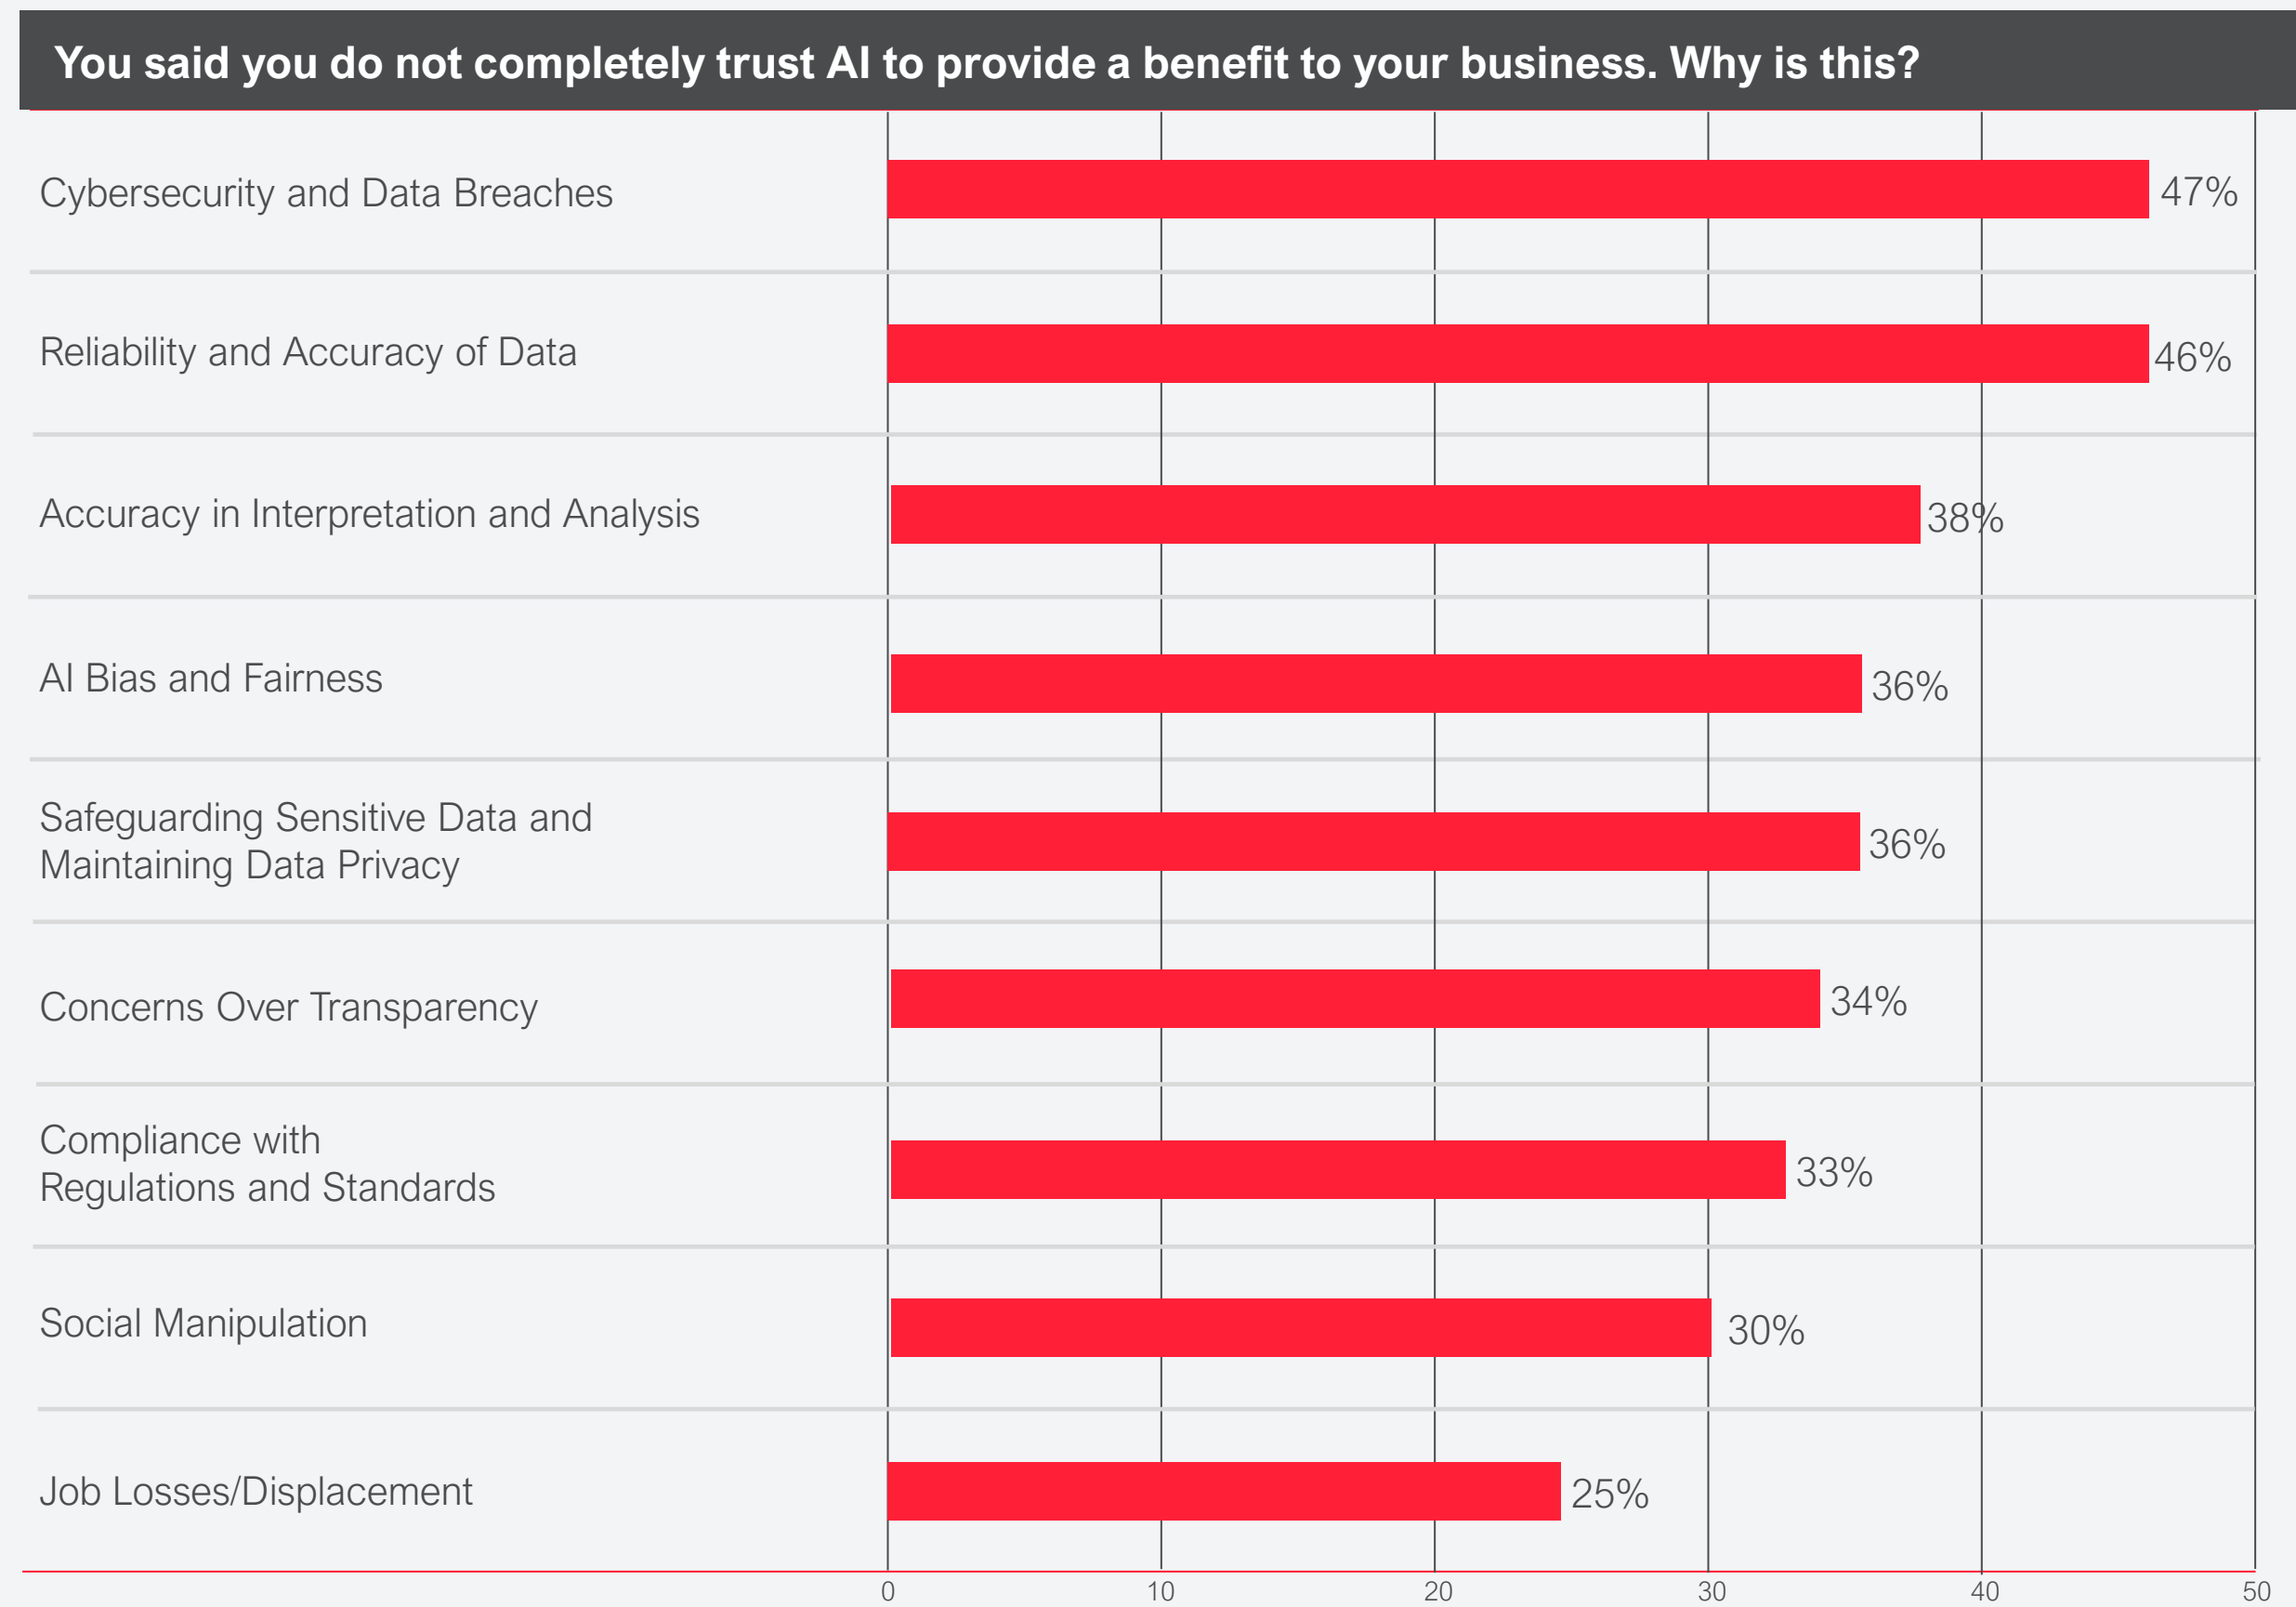 You said you do not completely trust AI to provide a benefit to your business. Why is this?
Cybersecurity and Data Breaches
47%
Reliability and Accuracy of Data
46%
Accuracy in Interpretation and Analysis
38%
AI Bias and Fairness
36%
Safeguarding Sensitive Data and
Maintaining Data Privacy
36%
Concerns Over Transparency
34%
Compliance with
Regulations and Standards
33%
Social Manipulation
30%
Job Losses/Displacement
25%
0 10 20 30 40 50